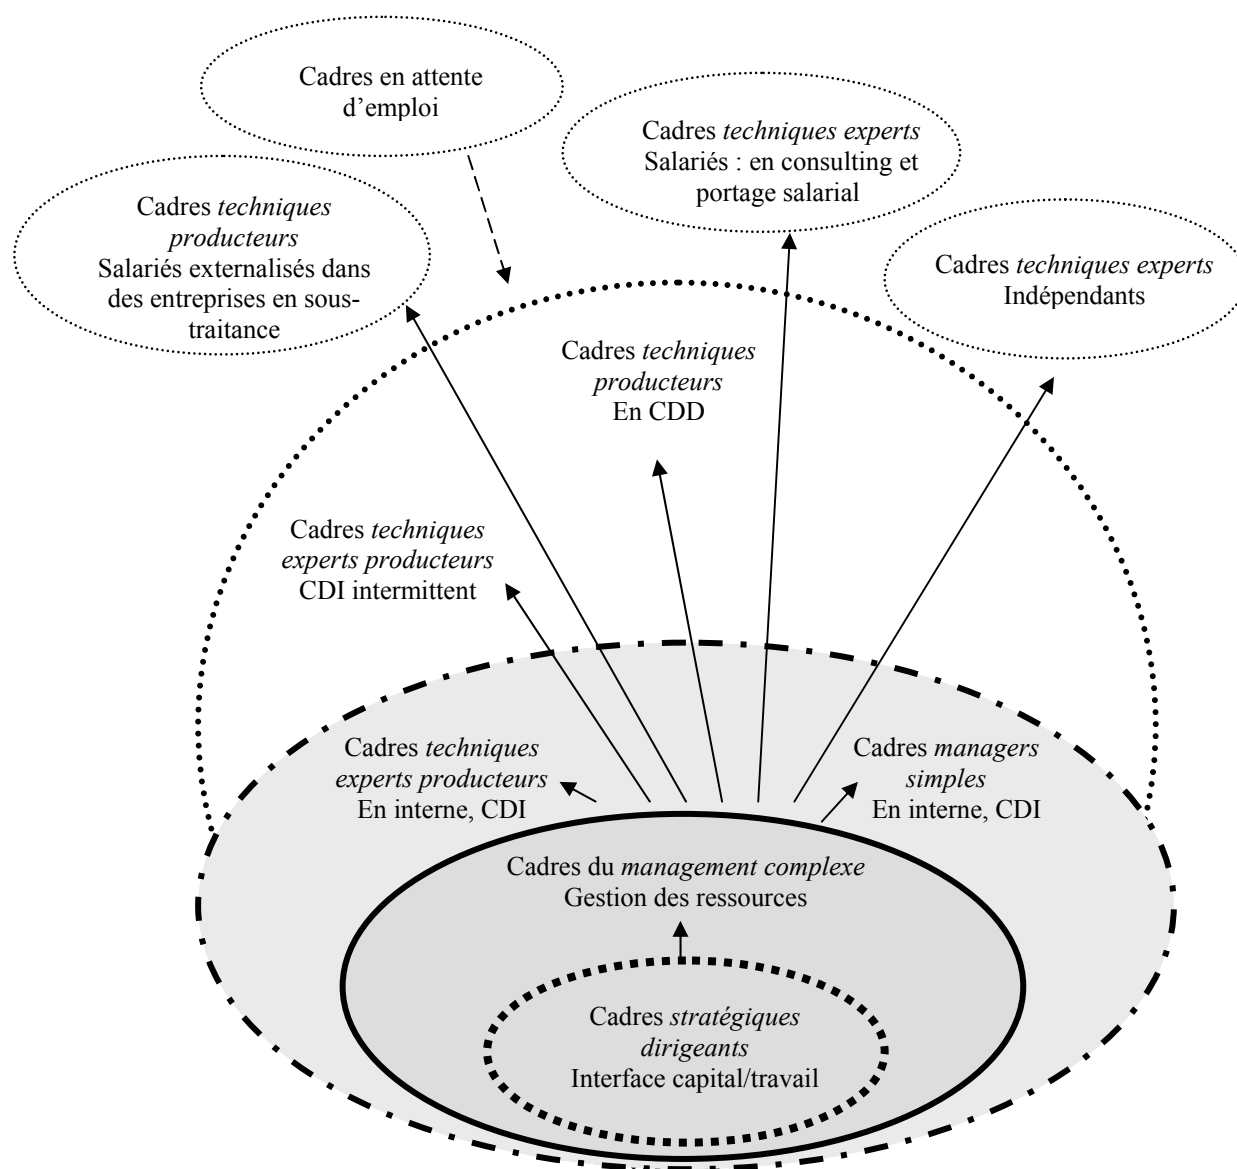 Cadres en attente
d’emploi
Cadres techniques experts
Salariés : en consulting et
portage salarial
Cadres techniques
producteurs
Salariés externalisés dans
des entreprises en sous-
traitance
Cadres techniques experts
Indépendants
Cadres techniques
producteurs
En CDD
Cadres techniques
experts producteurs
CDI intermittent
Cadres techniques
experts producteurs
En interne, CDI
Cadres managers
simples
En interne, CDI
Cadres du management complexe
Gestion des ressources
Cadres stratégiques
dirigeants
Interface capital/travail